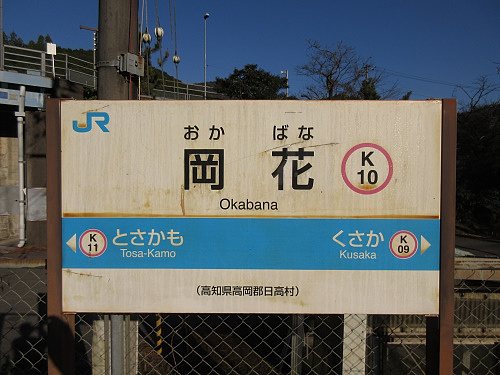 JR
おか ばな
岡花
K
10
Okabana
K
11
とさかも
Tosa-Kamo
くさか
Kusaka
K
09
(高知県高岡郡日高村)